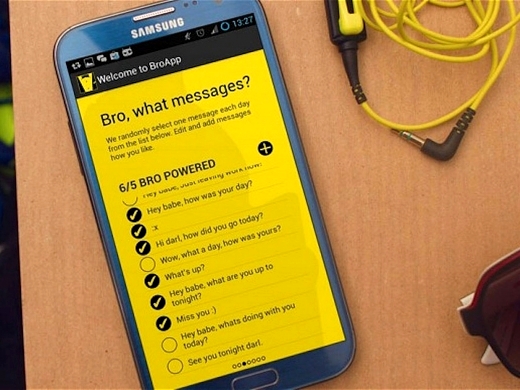 SAMSUNG
13:27
Welcome to BroApp
Bro, what messages?
We randomly select one message each day
from the list below. Edit and add messages
how you like.
6/5 BRO POWERED
Hey babe, just leaving work now!
Hey babe, how was your day?
:x
Hi darl, how did you go today?
Wow, what a day, how was yours?
What's up?
Hey babe, what are you up to
tonight?
Miss you :)
Hey babe, whats doing with you
today?
See you tonight darl.